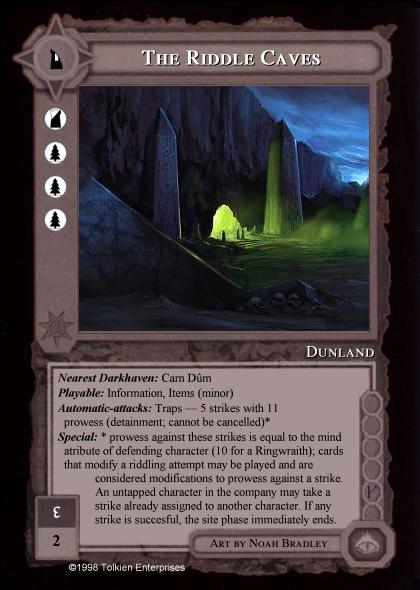 THE RIDDLE CAVES
DUNLAND
Nearest Darkhaven: Carn Dûm
Playable: Information, Items (minor)
Automatic-attacks: Traps — 5 strikes with 11
prowess (detainment; cannot be cancelled)*
Special: * prowess against these strikes is equal to the mind
attribute of defending character (10 for a Ringwraith); cards
that modify a riddling attempt may be played and are
considered modifications to prowess against a strike.
An untapped character in the company may take a
strike already assigned to another character. If any
strike is succesful, the site phase immediately ends.
2
ART BY NOAH BRADLEY
©1998 Tolkien Enterprises